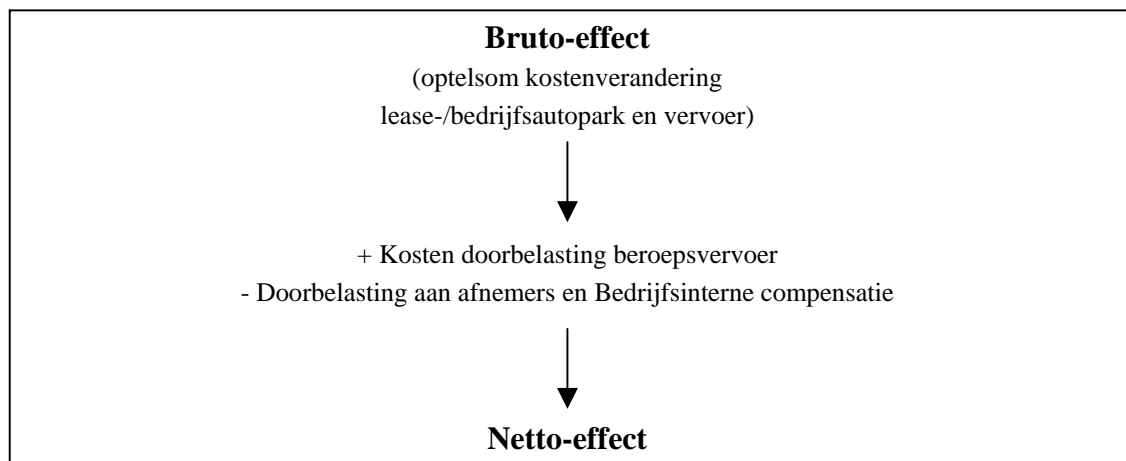 Bruto-effect
(optelsom kostenverandering
lease-/bedrijfsautopark en vervoer)
+ Kosten doorbelasting beroepsvervoer
- Doorbelasting aan afnemers en Bedrijfsinterne compensatie
Netto-effect